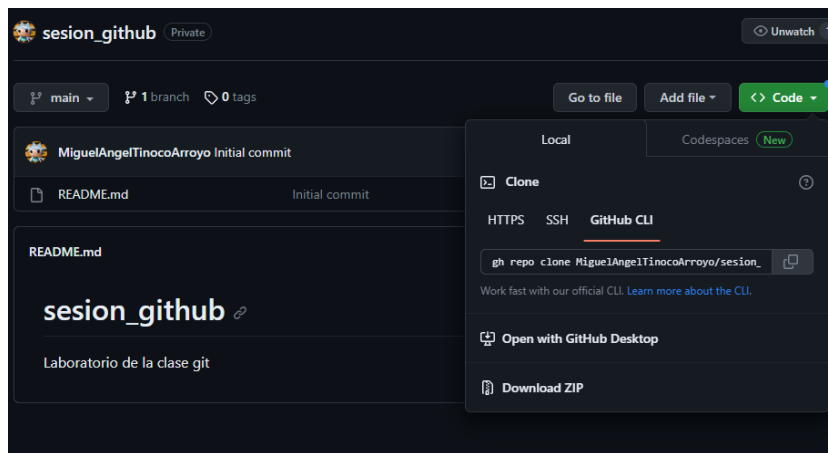 sesion_github Private
Unwatch
main 1 branch 0 tags
Go to file Add file <> Code
MiguelAngelTinocoArroyo Initial commit
README.md Initial commit
README.md
sesion_github
Laboratorio de la clase git
Local Codespaces New
Clone
HTTPS SSH GitHub CLI
gh repo clone MiguelAngelTinocoArroyo/sesion_
Work fast with our official CLI. Learn more about the CLI.
Open with GitHub Desktop
Download ZIP